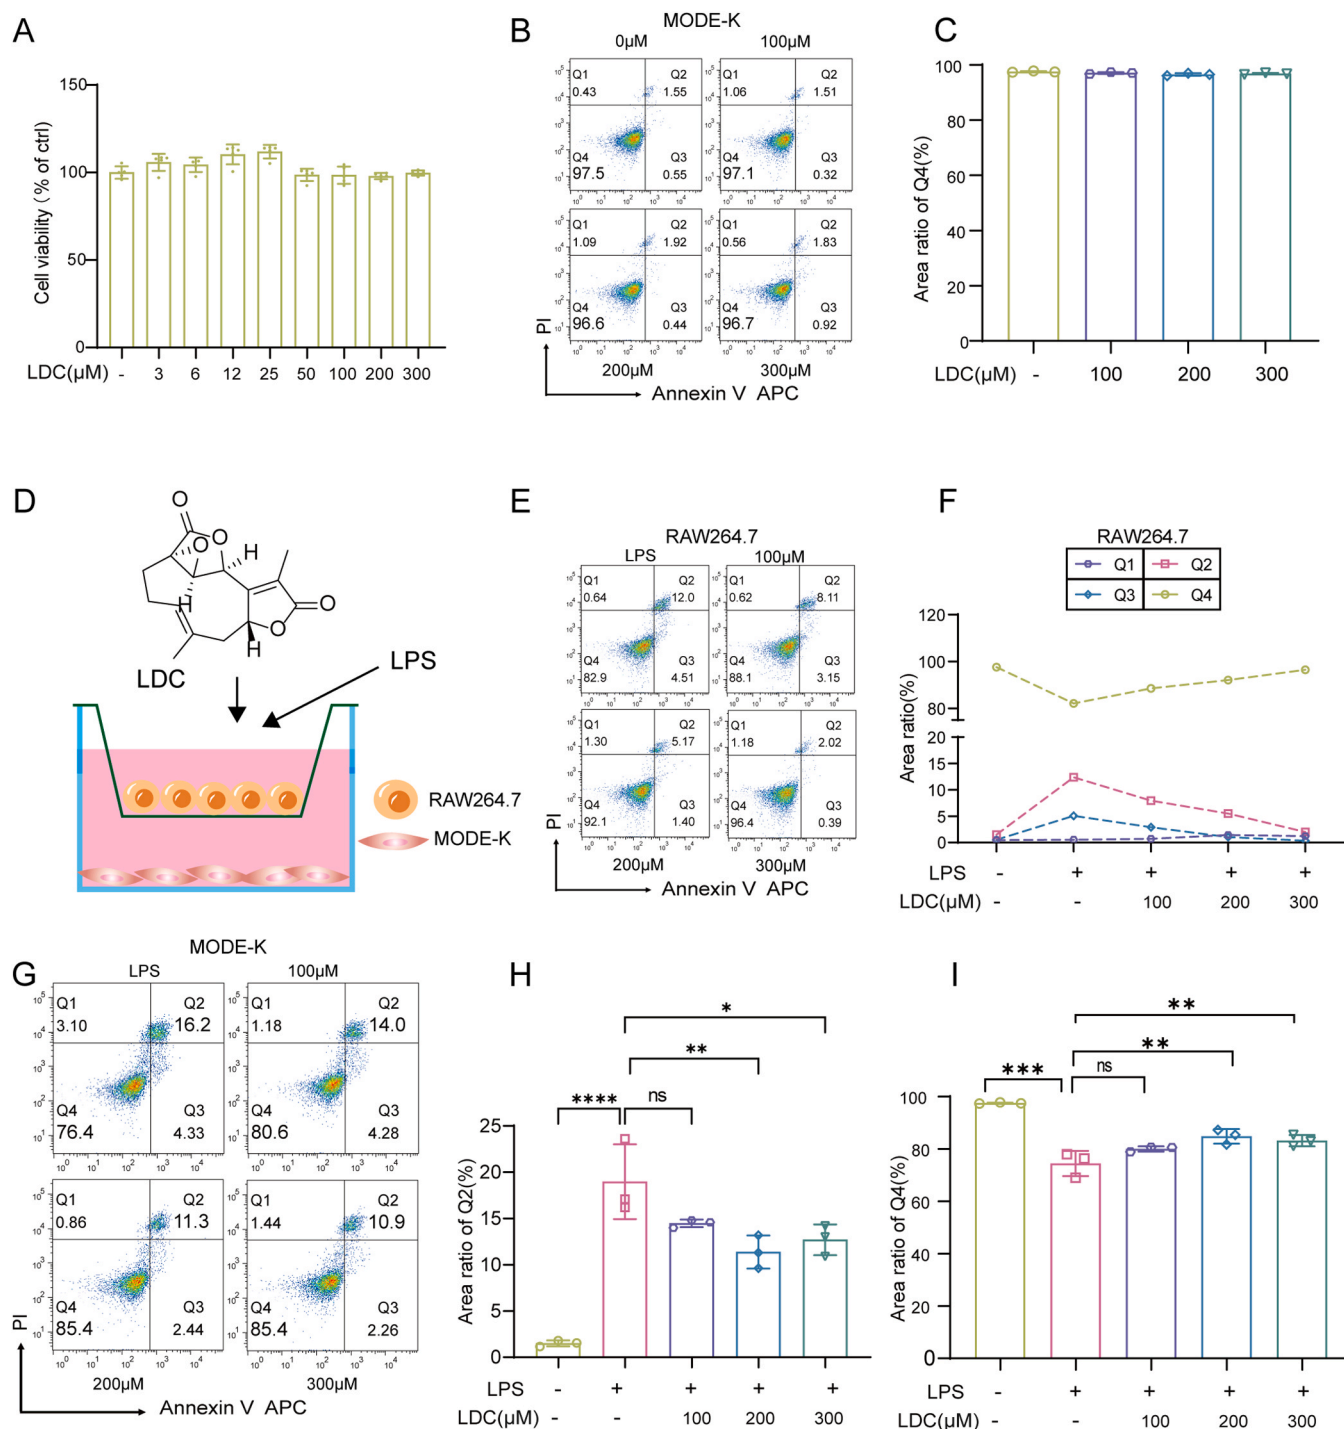 A
150
100
50
0
Cell viability (% of ctrl)
LDC(μM) - 3 6 12 25 50 100 200 300
B
MODE-K
0μM 100μM
Q1 0.43 Q2 1.55 Q4 97.5 Q3 0.55
Q1 1.06 Q2 1.51 Q4 97.1 Q3 0.32
Q1 1.09 Q2 1.92 Q4 96.6 Q3 0.44
Q1 0.56 Q2 1.83 Q4 96.7 Q3 0.92
200μM 300μM
PI
Annexin V APC
C
100
80
60
40
20
0
Area ratio of Q4(%)
LDC(μM) - 100 200 300
D
O
O
O
H
H
O
O
H
LDC
LPS
RAW264.7
MODE-K
E
RAW264.7
LPS 100μM
Q1 0.64 Q2 12.0 Q4 82.9 Q3 4.51
Q1 0.62 Q2 8.11 Q4 88.1 Q3 3.15
Q1 1.30 Q2 5.17 Q4 92.1 Q3 1.40
Q1 1.18 Q2 2.02 Q4 96.4 Q3 0.39
200μM 300μM
PI
Annexin V APC
F
RAW264.7
Q1 Q2
Q3 Q4
120
100
80
20
15
10
5
0
Area ratio(%)
LPS - + + + +
LDC(μM) - - 100 200 300
G
MODE-K
LPS 100μM
Q1 3.10 Q2 16.2 Q4 76.4 Q3 4.33
Q1 1.18 Q2 14.0 Q4 80.6 Q3 4.28
Q1 0.86 Q2 11.3 Q4 85.4 Q3 2.44
Q1 1.44 Q2 10.9 Q4 85.4 Q3 2.26
200μM 300μM
PI
Annexin V APC
H
*
**
**** ns
25
20
15
10
5
0
Area ratio of Q2(%)
LPS - + + + +
LDC(μM) - - 100 200 300
I
**
**
*** ns
100
80
60
40
20
0
Area ratio of Q4(%)
LPS - + + + +
LDC(μM) - - 100 200 300